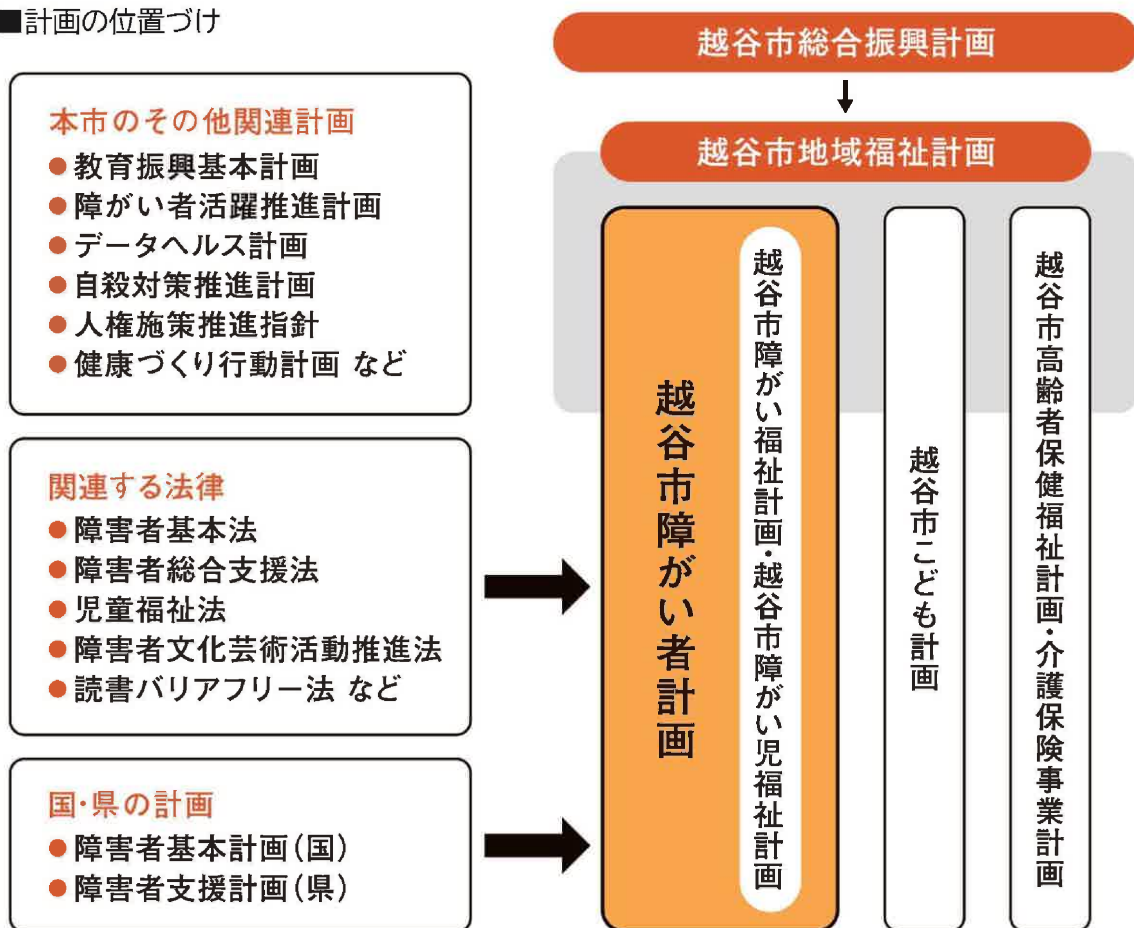 ■計画の位置づけ
本市のその他関連計画
●教育振興基本計画
●障がい者活躍推進計画
●データヘルス計画
●自殺対策推進計画
●人権施策推進指針
●健康づくり行動計画 など
関連する法律
●障害者基本法
●障害者総合支援法
●児童福祉法
●障害者文化芸術活動推進法
●読書バリアフリー法 など
国・県の計画
●障害者基本計画(国)
●障害者支援計画(県)
越谷市総合振興計画
越谷市地域福祉計画
越谷市障がい者計画
越谷市障がい福祉計画・越谷市障がい児福祉計画
越谷市こども計画
越谷市高齢者保健福祉計画・介護保険事業計画